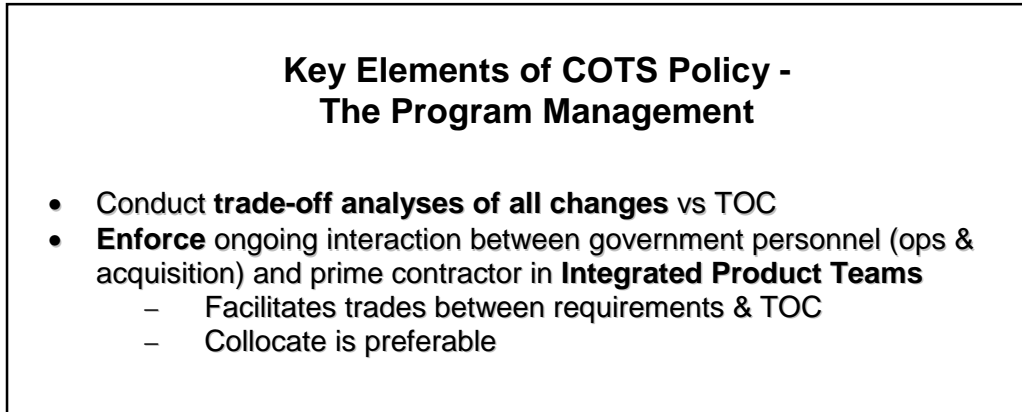 Key Elements of COTS Policy -
The Program Management
• Conduct trade-off analyses of all changes vs TOC
• Enforce ongoing interaction between government personnel (ops &
acquisition) and prime contractor in Integrated Product Teams
– Facilitates trades between requirements & TOC
– Collocate is preferable